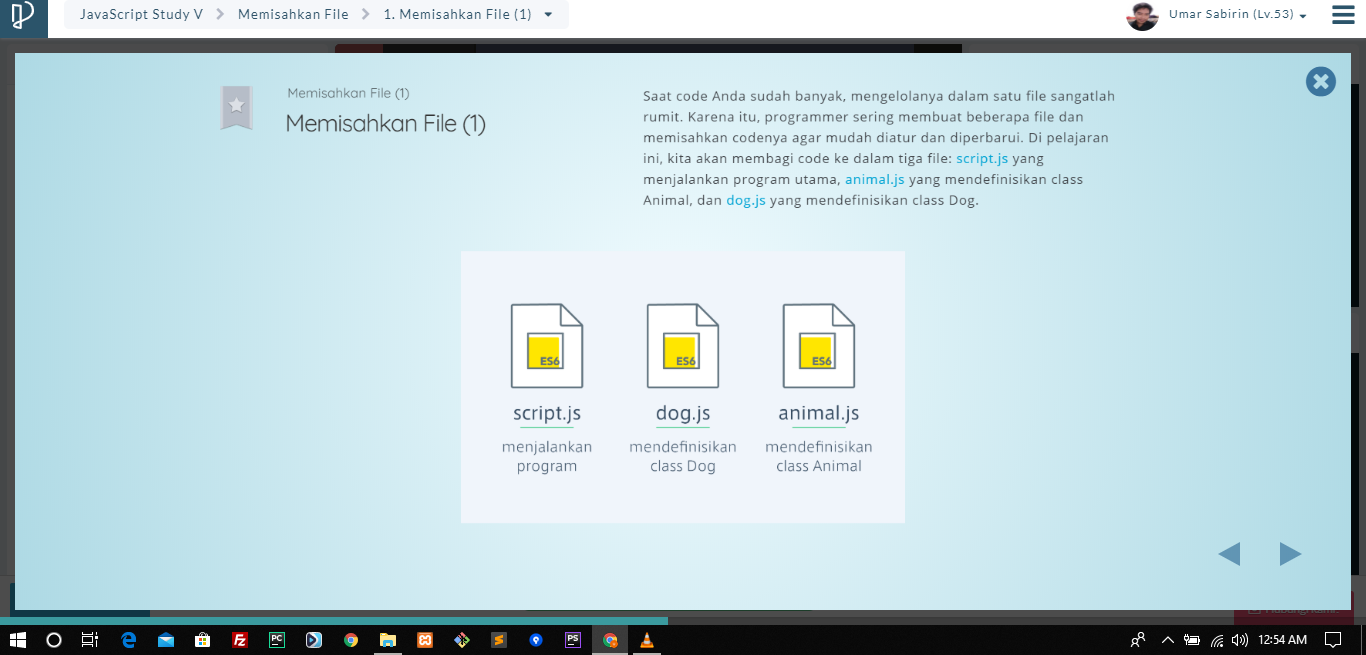 JavaScript Study V
Memisahkan File
1. Memisahkan File (1)
Umar Sabirin (Lv.53)
Memisahkan File (1)
Memisahkan File (1)
Saat code Anda sudah banyak, mengelolanya dalam satu file sangatlah
rumit. Karena itu, programmer sering membuat beberapa file dan
memisahkan codenya agar mudah diatur dan diperbarui. Di pelajaran
ini, kita akan membagi code ke dalam tiga file: script.js yang
menjalankan program utama, animal.js yang mendefinisikan class
Animal, dan dog.js yang mendefinisikan class Dog.
ES6
ES6
ES6
script.js
dog.js
animal.js
menjalankan
program
mendefinisikan
class Dog
mendefinisikan
class Animal
PC
PS
12:54 AM